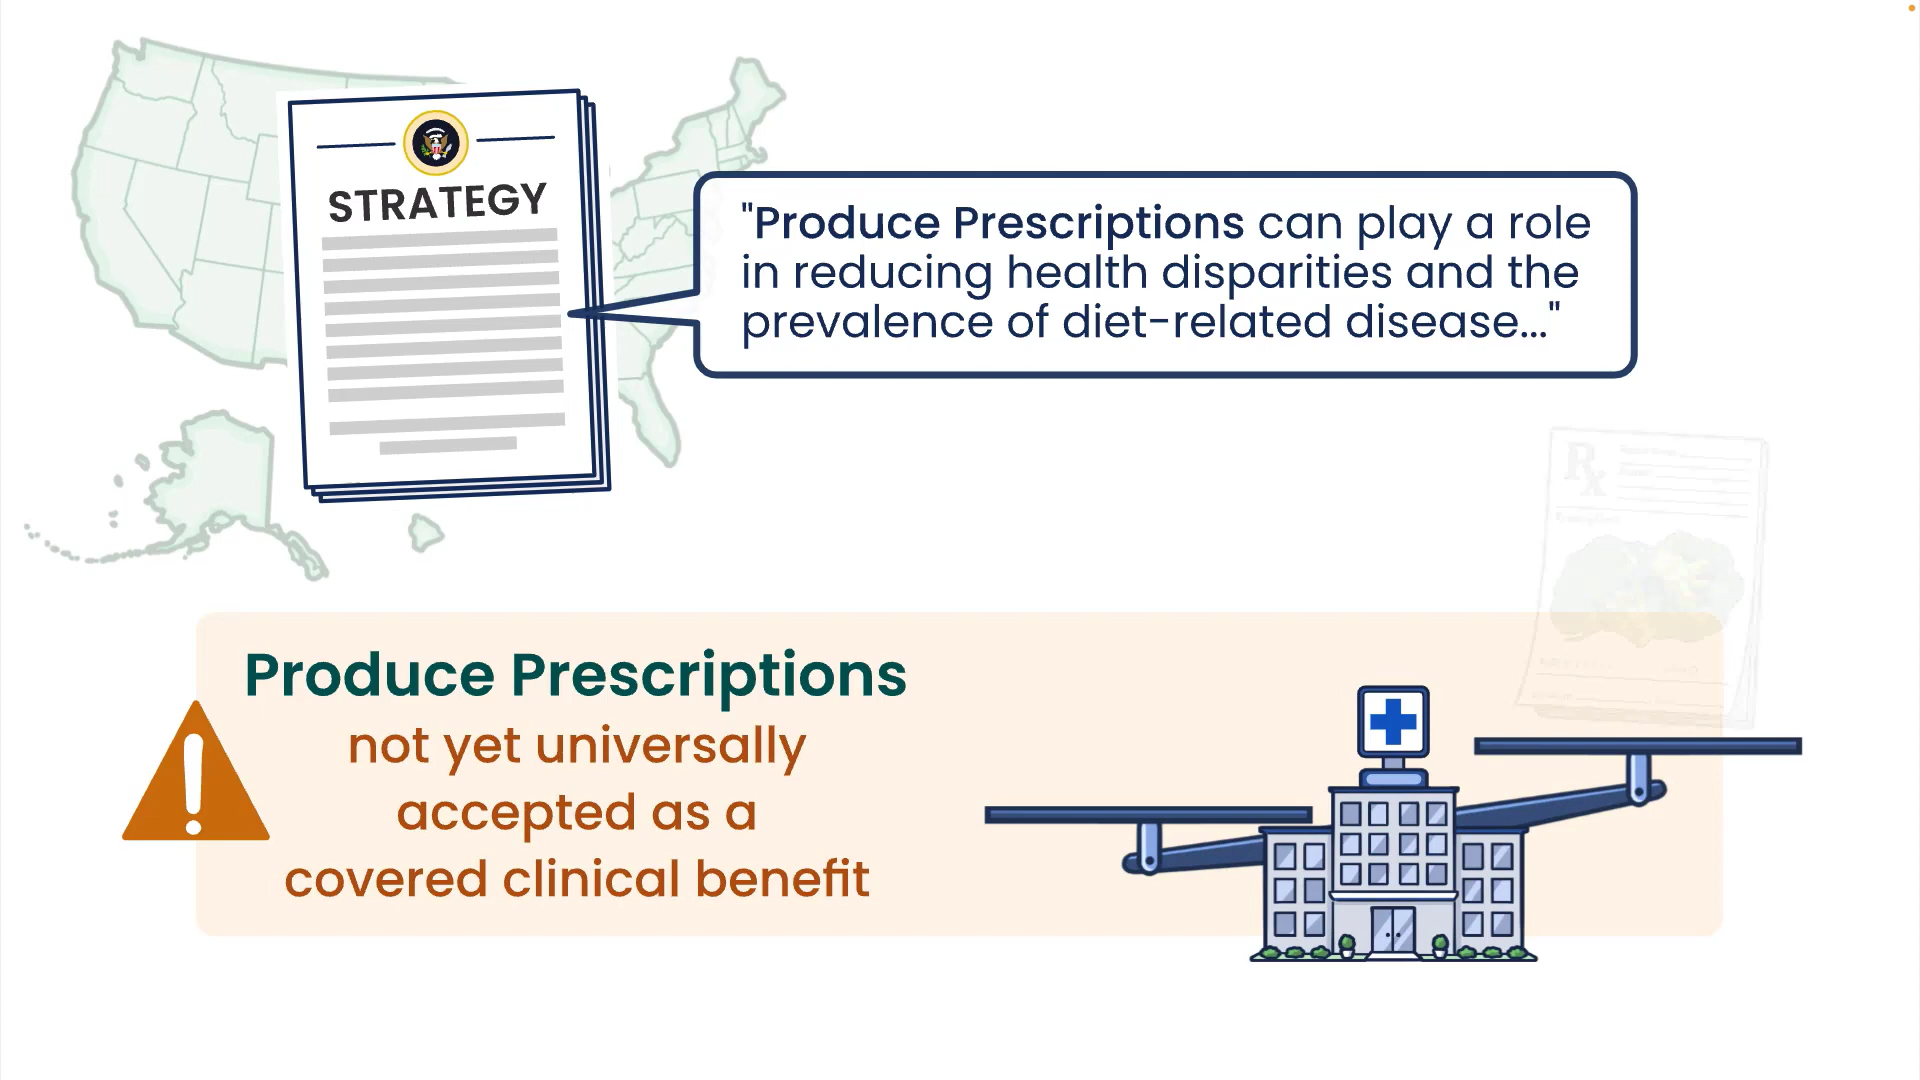 STRATEGY
"Produce Prescriptions can play a role
in reducing health disparities and the
prevalence of diet-related disease..."
Rx
Produce Prescriptions
not yet universally
accepted as a
covered clinical benefit